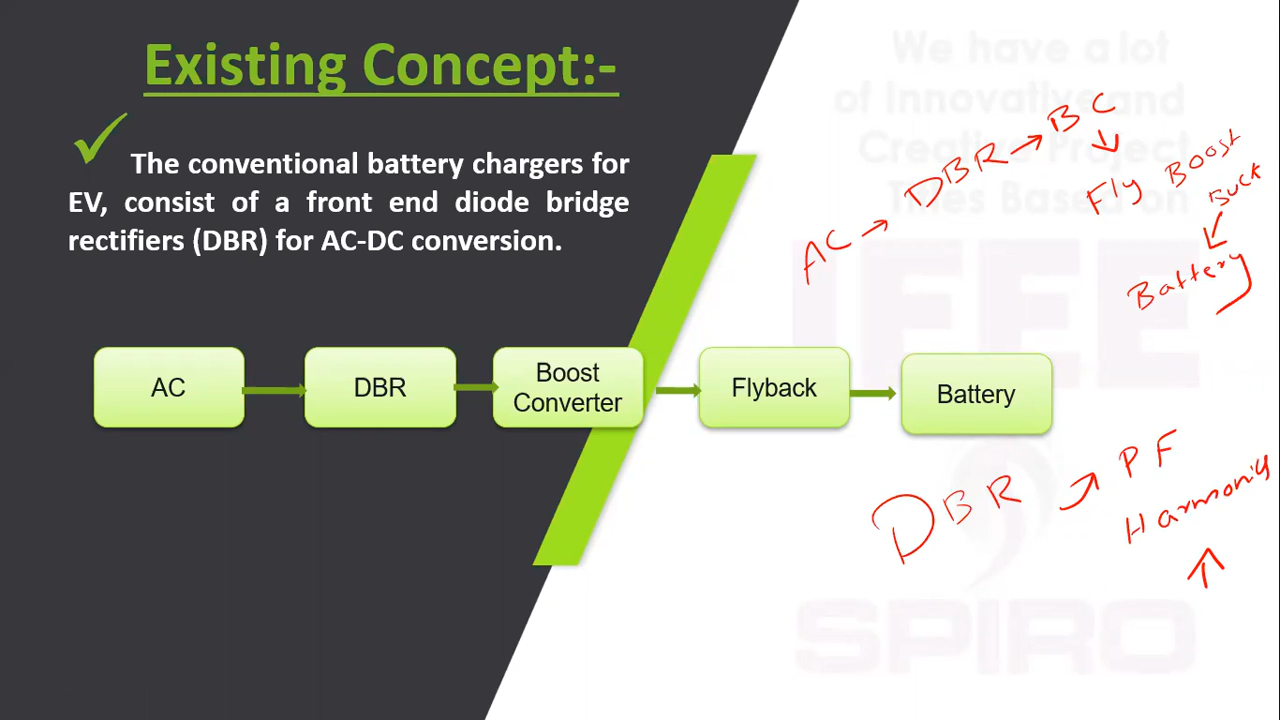 Existing Concept:-
The conventional battery chargers for
EV, consist of a front end diode bridge
rectifiers (DBR) for AC-DC conversion.
We have a lot
of Innovative and
Creative Project
Titles Based on
IEEE
AC → DBR → BC
↓
Fly Boost
Buck
↓
Battery
AC
DBR
Boost
Converter
Flyback
Battery
DBR → PF
Harmonics
↑
SPIRO